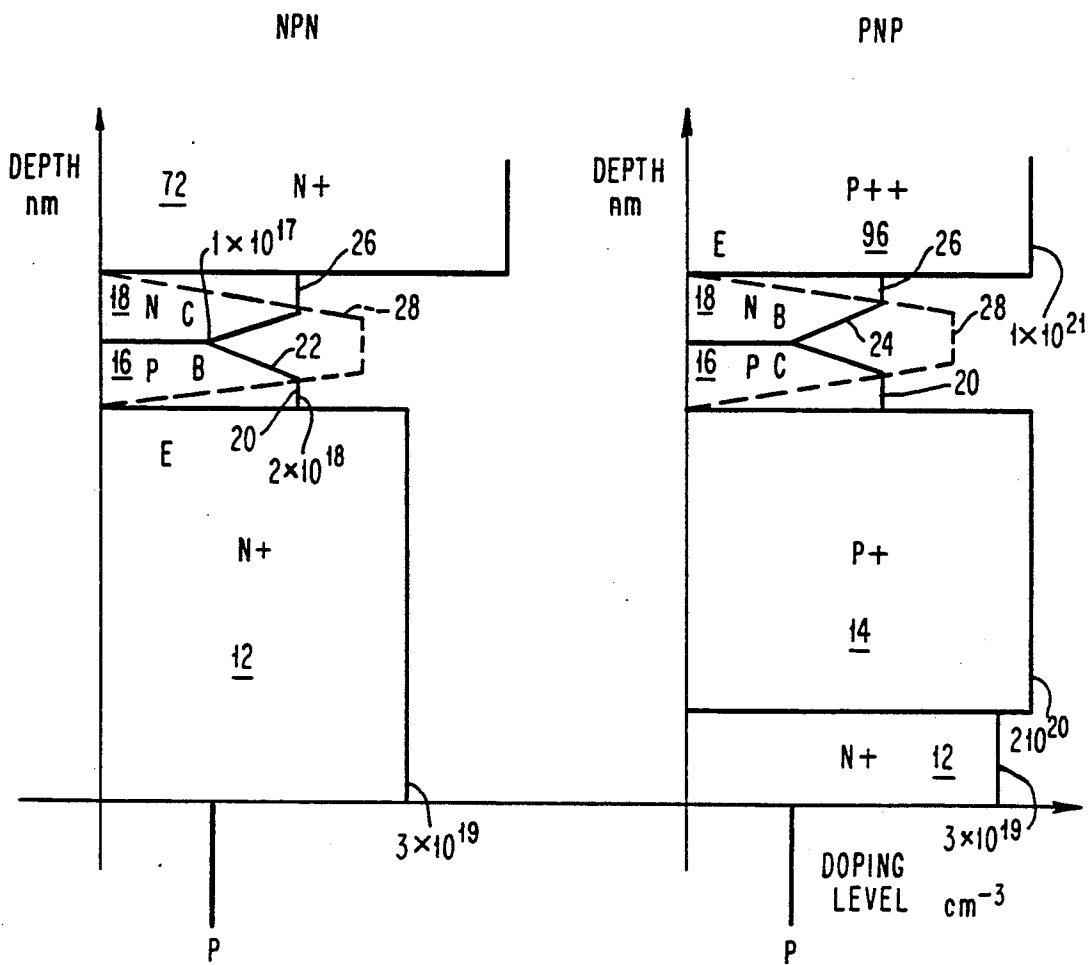 NPN
PNP
DEPTH
nm
72
N+
1×10^17
26
18 N C
28
16 P B
22
20
2×10^18
E
N+
12
3×10^19
P
DEPTH
nm
P++
E
96
26
18 N B
28
1×10^21
24
16 P C
20
P+
14
210^20
N+ 12
3×10^19
DOPING
LEVEL cm^-3
P